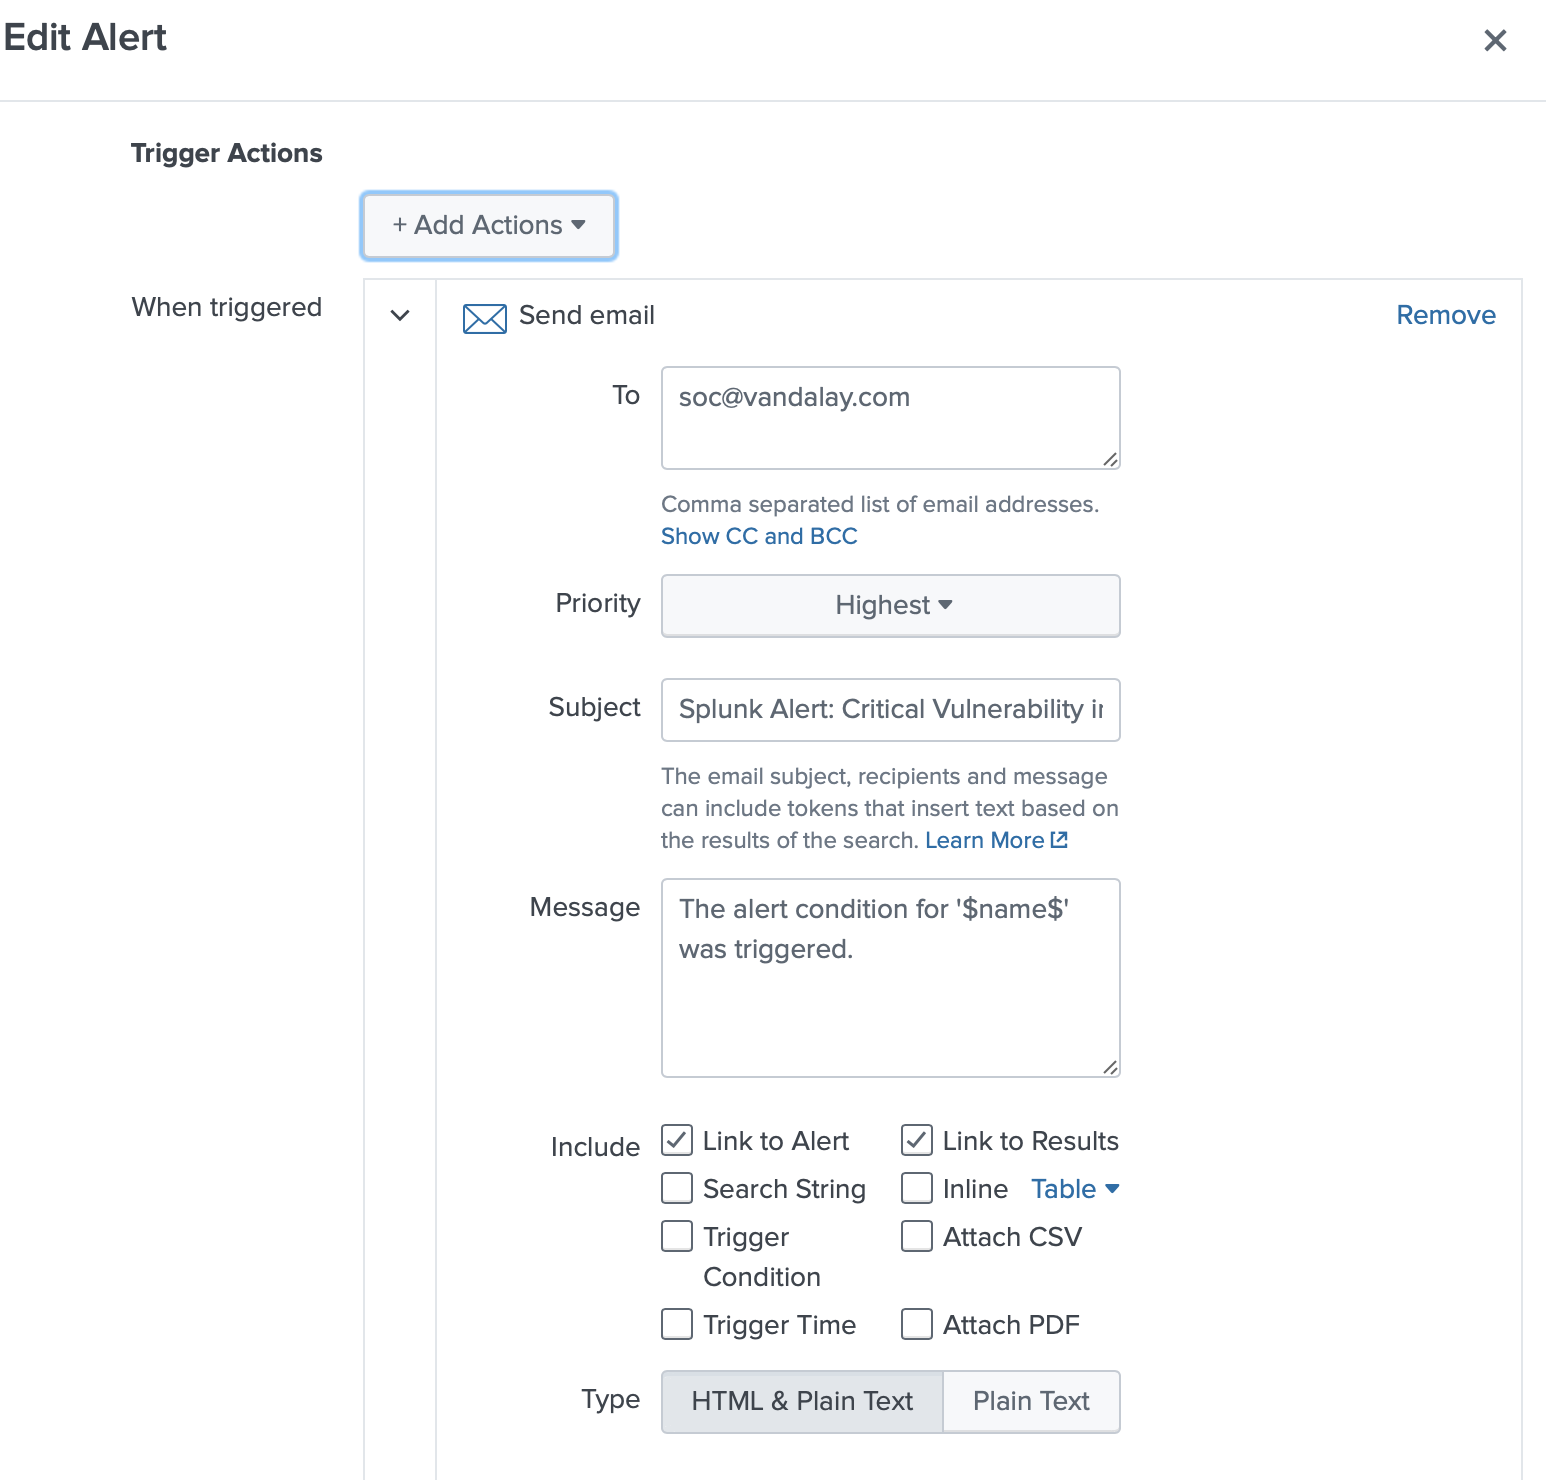 Edit Alert
Trigger Actions
+ Add Actions
When triggered
Send email
Remove
To
soc@vandalay.com
Comma separated list of email addresses.
Show CC and BCC
Priority
Highest
Subject
Splunk Alert: Critical Vulnerability
The email subject, recipients and message
can include tokens that insert text based on
the results of the search. Learn More
Message
The alert condition for '$name$'
was triggered.
Include
Link to Alert
Link to Results
Search String
Inline
Table
Trigger
Condition
Attach CSV
Trigger Time
Attach PDF
Type
HTML & Plain Text
Plain Text